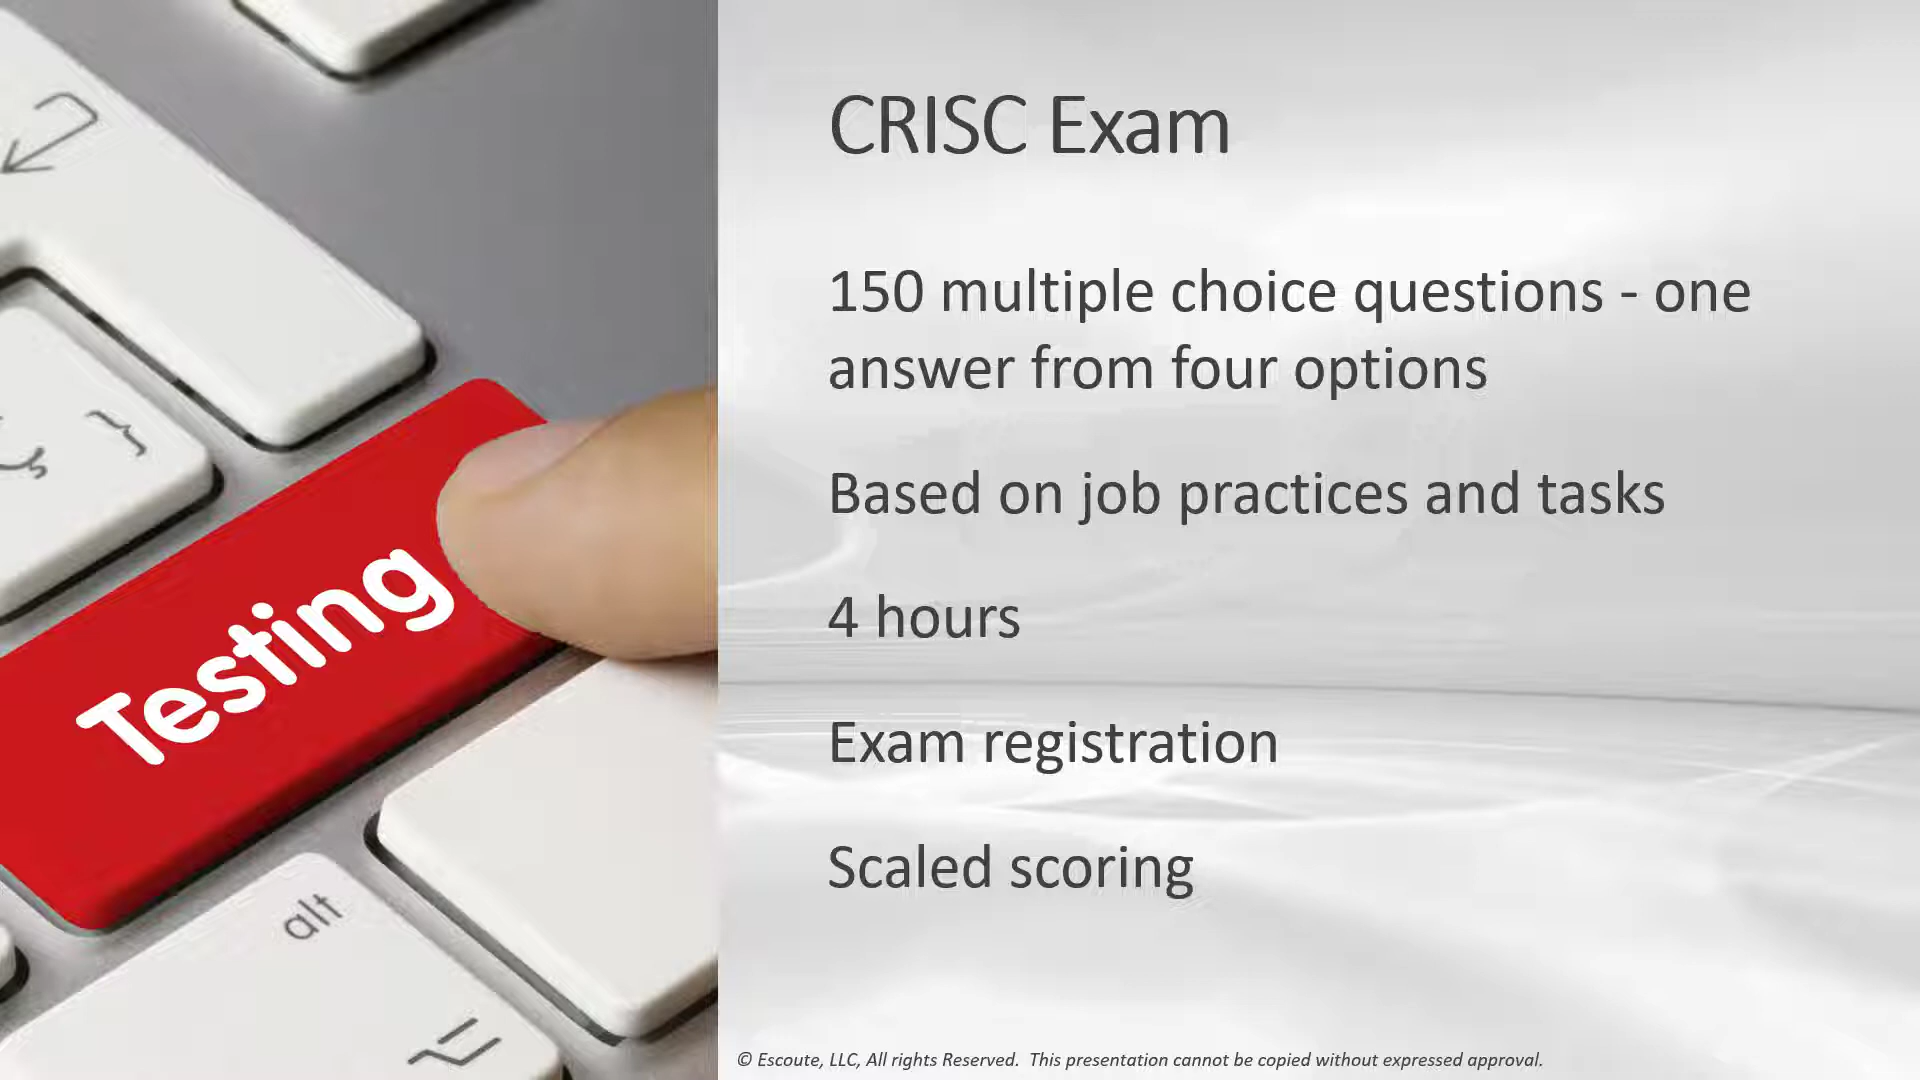 CRISC Exam
150 multiple choice questions - one
answer from four options
Based on job practices and tasks
4 hours
Exam registration
Scaled scoring
Testing
alt
© Escoute, LLC, All rights Reserved.  This presentation cannot be copied without expressed approval.